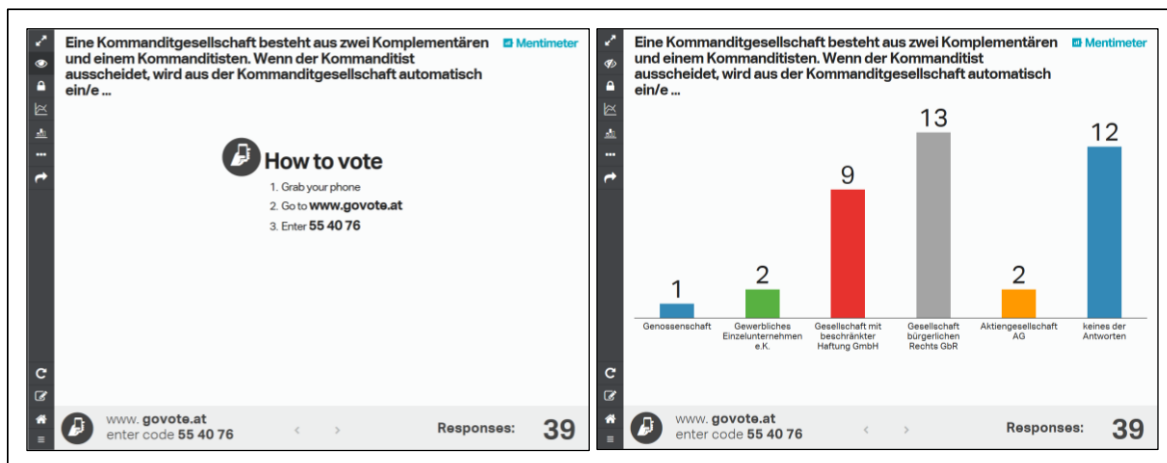 Eine Kommanditgesellschaft besteht aus zwei Komplementären
und einem Kommanditisten. Wenn der Kommanditist
ausscheidet, wird aus der Kommanditgesellschaft automatisch
ein/e ...
Mentimeter
How to vote
1. Grab your phone
2. Go to www.govote.at
3. Enter 55 40 76
www. govote.at
enter code 55 40 76
< >
Responses:
39
Eine Kommanditgesellschaft besteht aus zwei Komplementären
und einem Kommanditisten. Wenn der Kommanditist
ausscheidet, wird aus der Kommanditgesellschaft automatisch
ein/e ...
Mentimeter
1
2
9
13
2
12
Genossenschaft
Gewerbliches
Einzelunternehmen
e.K.
Gesellschaft mit
beschränkter
Haftung GmbH
Gesellschaft
bürgerlichen
Rechts GbR
Aktiengesellschaft
AG
keines der
Antworten
www. govote.at
enter code 55 40 76
< >
Responses:
39